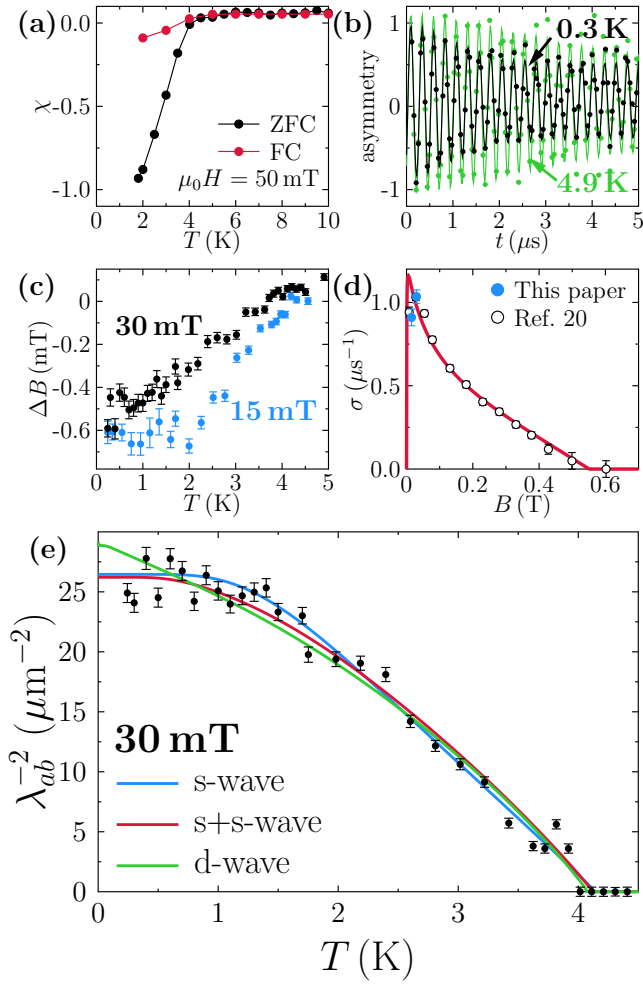 (a)
0.0
-0.5
-1.0
χ
ZFC
FC
μ₀H = 50 mT
0 2 4 6 8 10
T (K)
(b)
1
0
-1
asymmetry
0.3 K
4.9 K
0 1 2 3 4 5
t (μs)
(c)
0
-0.2
-0.4
-0.6
ΔB (mT)
30 mT
15 mT
0 1 2 3 4 5
T (K)
(d)
1.0
0.5
0.0
σ (μs⁻¹)
This paper
Ref. 20
0.0 0.2 0.4 0.6 0.8
B (T)
(e)
25
20
15
10
5
0
λ_ab⁻² (μm⁻²)
30 mT
s-wave
s+s-wave
d-wave
0 1 2 3 4
T (K)